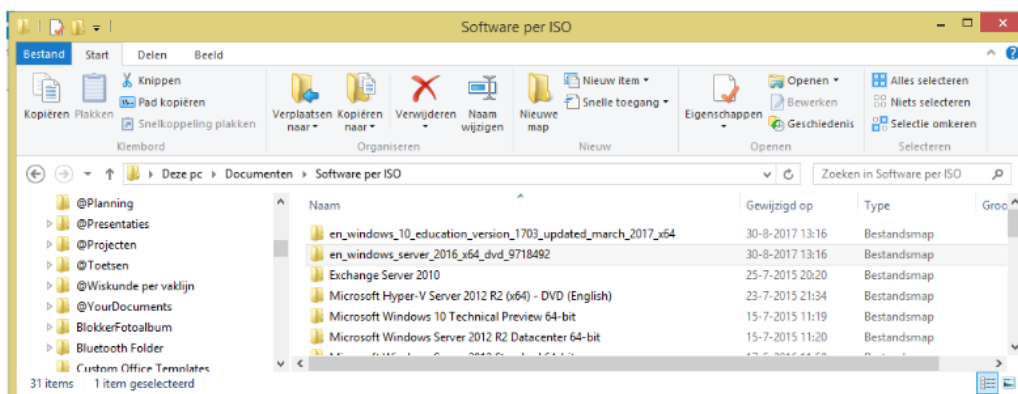 Software per ISO
Bestand Start Delen Beeld
Kopiëren Plakken Knippen Pad kopiëren Snelkoppeling plakken
Verplaatsen naar Kopiëren naar Verwijderen Naam wijzigen
Nieuwe map Nieuw item Snelle toegang
Eigenschappen Openen Bewerken Geschiedenis
Alles selecteren Niets selecteren Selectie omkeren
Klembord Organiseren Nieuw Openen Selecteren
Deze pc Documenten Software per ISO Zoeken in Software per ISO
@Planning
@Presentaties
@Projecten
@Toetsen
@Wiskunde per vaklijn
@YourDocuments
BlokkerFotoalbum
Bluetooth Folder
Custom Office Templates
Naam Gewijzigd op Type Groo
en_windows_10_education_version_1703_updated_march_2017_x64 30-8-2017 13:16 Bestandsmap
en_windows_server_2016_x64_dvd_9718492 30-8-2017 13:16 Bestandsmap
Exchange Server 2010 25-7-2015 20:20 Bestandsmap
Microsoft Hyper-V Server 2012 R2 (x64) - DVD (English) 23-7-2015 21:34 Bestandsmap
Microsoft Windows 10 Technical Preview 64-bit 15-7-2015 11:19 Bestandsmap
Microsoft Windows Server 2012 R2 Datacenter 64-bit 15-7-2015 11:20 Bestandsmap
31 items 1 item geselecteerd